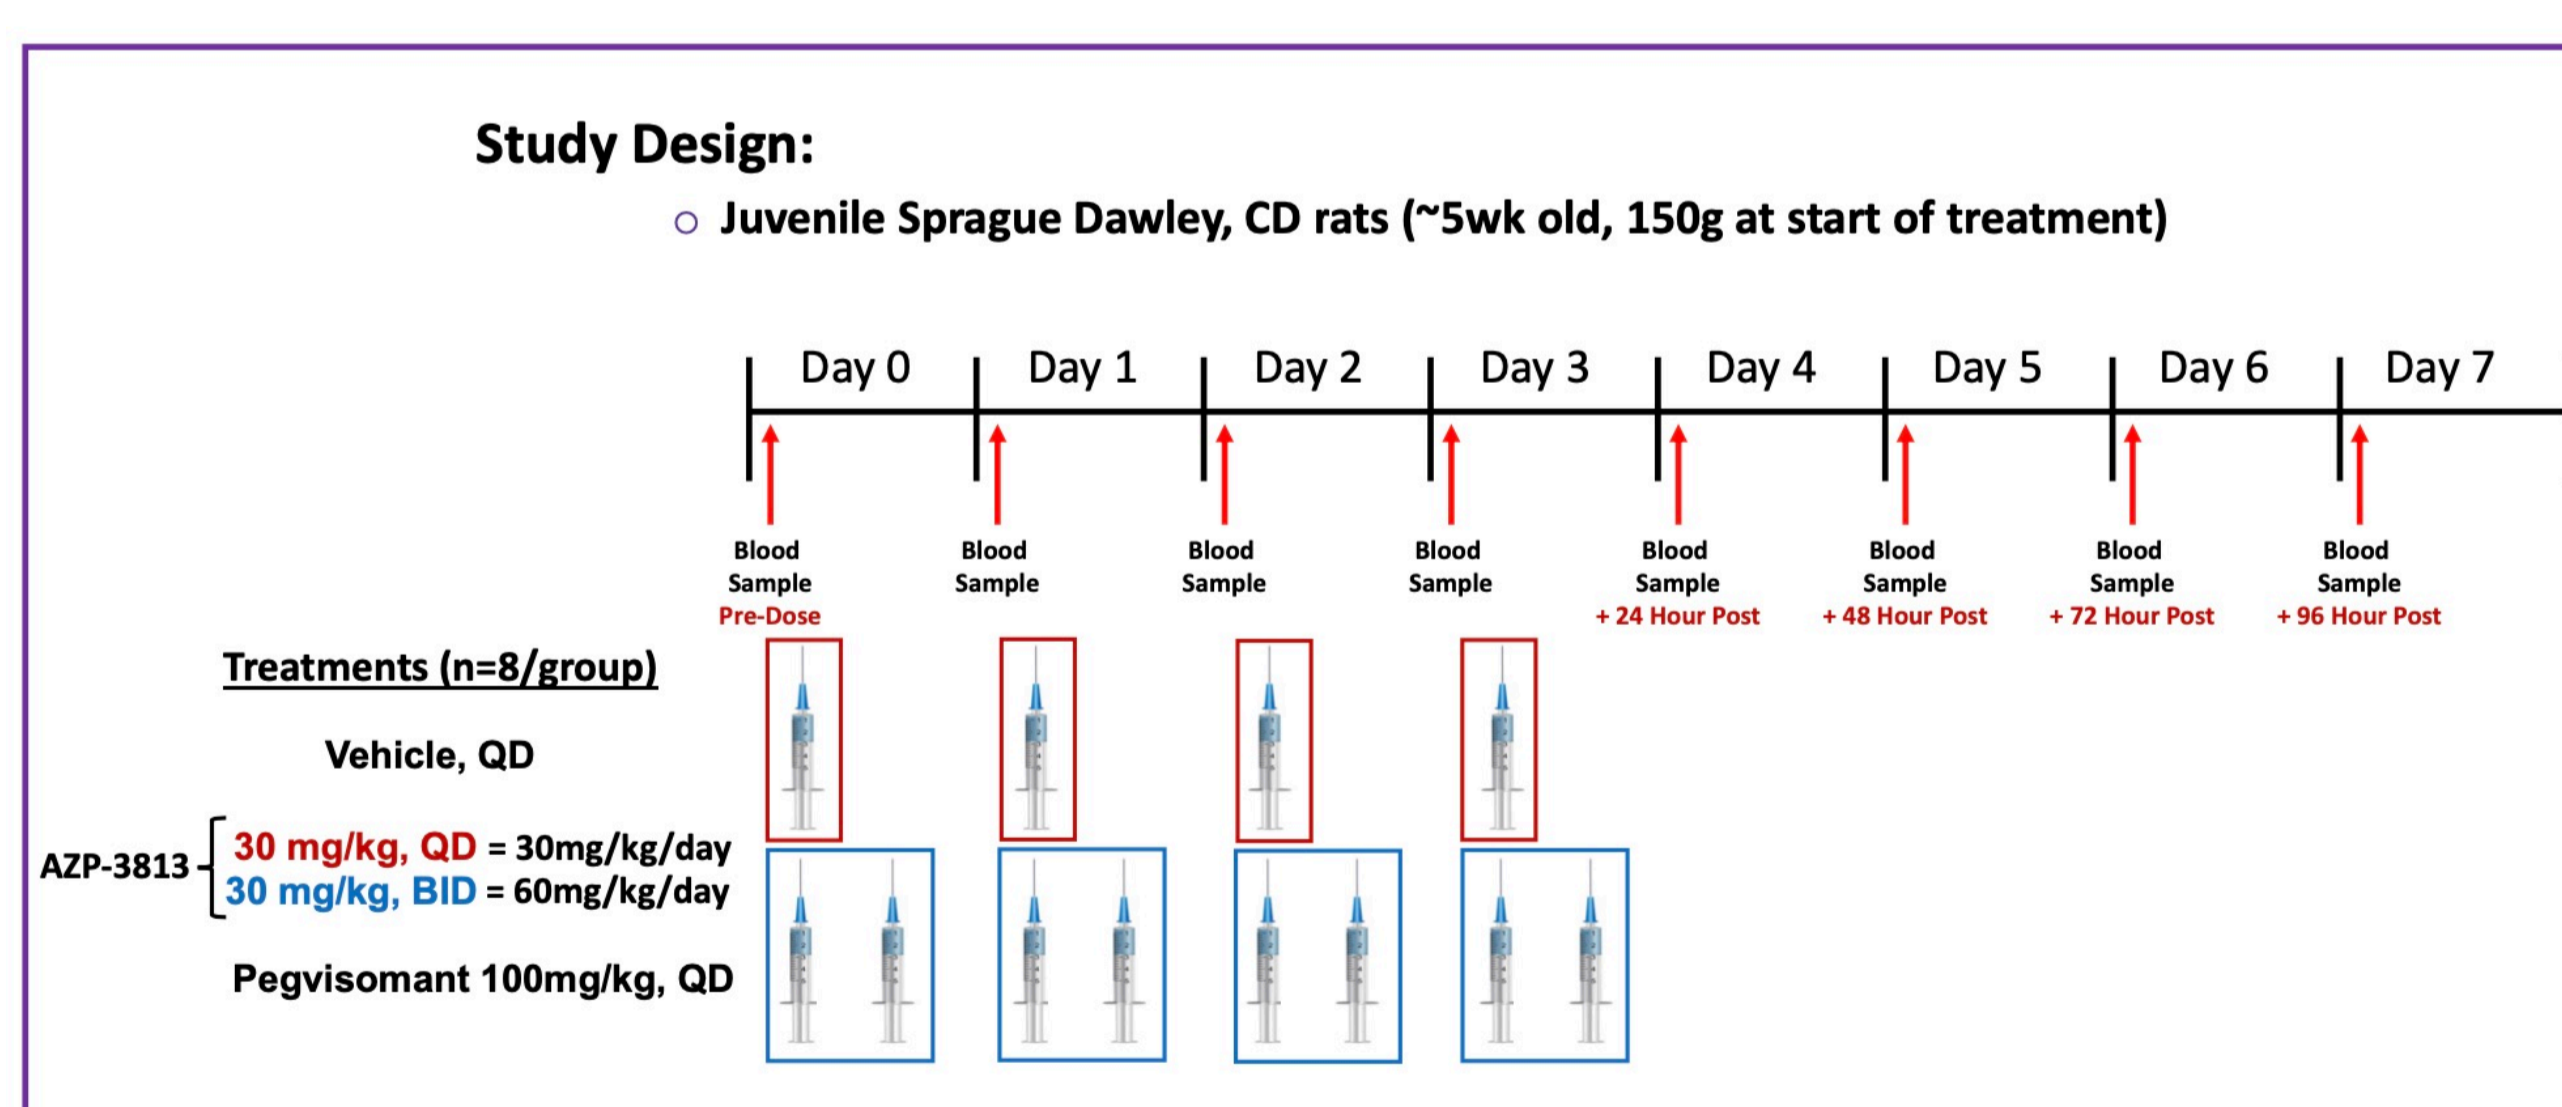 Study Design:
Juvenile Sprague Dawley, CD rats (~5wk old, 150g at start of treatment)
Day 0 Day 1 Day 2 Day 3 Day 4 Day 5 Day 6 Day 7
Blood Blood Blood Blood Blood Blood Blood Blood
Sample Sample Sample Sample Sample Sample Sample Sample
Pre-Dose + 24 Hour Post + 48 Hour Post + 72 Hour Post + 96 Hour Post
Treatments (n=8/group)
Vehicle, QD
AZP-3813
30 mg/kg, QD = 30mg/kg/day
30 mg/kg, BID = 60mg/kg/day
Pegvisomant 100mg/kg, QD